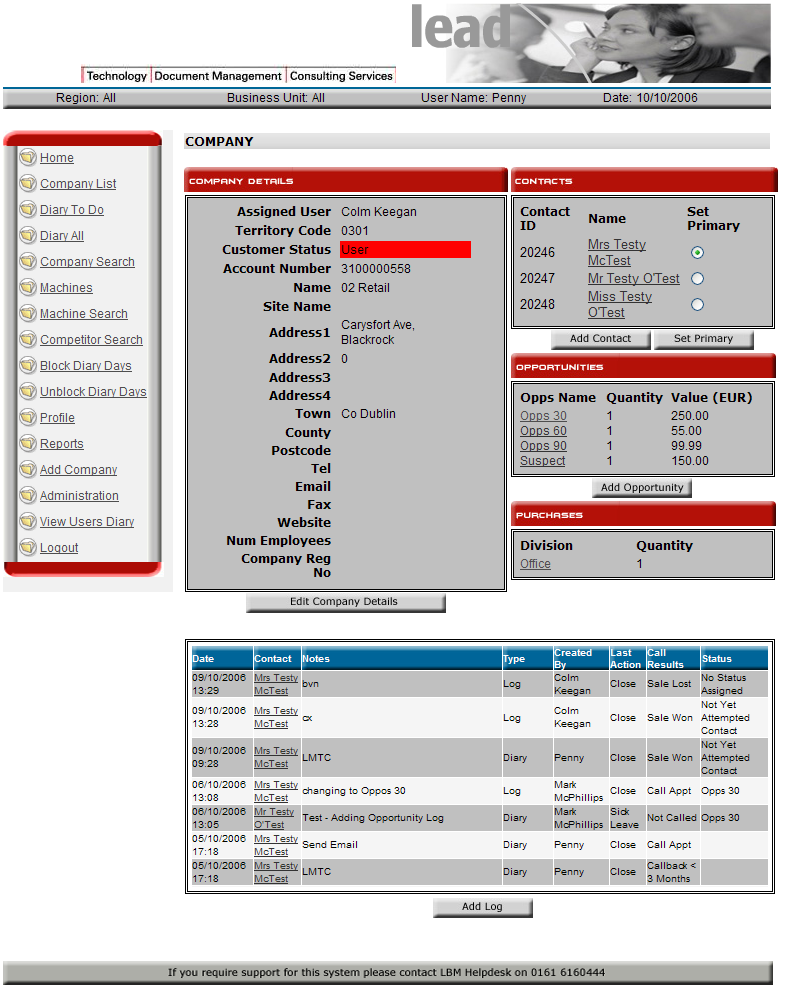 lead
Technology Document Management Consulting Services
Region: All Business Unit: All User Name: Penny Date: 10/10/2006
Home
Company List
Diary To Do
Diary All
Company Search
Machines
Machine Search
Competitor Search
Block Diary Days
Unblock Diary Days
Profile
Reports
Add Company
Administration
View Users Diary
Logout
COMPANY
COMPANY DETAILS
Assigned User Colm Keegan
Territory Code 0301
Customer Status User
Account Number 3100000558
Name 02 Retail
Site Name
Address1 Carysfort Ave,
Blackrock
Address2 0
Address3
Address4
Town Co Dublin
County
Postcode
Tel
Email
Fax
Website
Num Employees
Company Reg
No
Edit Company Details
CONTACTS
Contact
ID Name Set
Primary
20246 Mrs Testy
McTest
20247 Mr Testy O'Test
20248 Miss Testy
O'Test
Add Contact Set Primary
OPPORTUNITIES
Opps Name Quantity Value (EUR)
Opps 30 1 250.00
Opps 60 1 55.00
Opps 90 1 99.99
Suspect 1 150.00
Add Opportunity
PURCHASES
Division Quantity
Office 1
Date Contact Notes Type Created
By Last
Action Call
Results Status
09/10/2006
13:29 Mrs Testy
McTest bvn Log Colm
Keegan Close Sale Lost No Status
Assigned
09/10/2006
13:28 Mrs Testy
McTest cx Log Colm
Keegan Close Sale Won Not Yet
Attempted
Contact
09/10/2006
09:28 Mrs Testy
McTest LMTC Diary Penny Close Sale Won Not Yet
Attempted
Contact
06/10/2006
13:08 Mrs Testy
McTest changing to Oppos 30 Log Mark
McPhillips Close Call Appt Opps 30
06/10/2006
13:05 Mr Testy
O'Test Test - Adding Opportunity Log Diary Mark
McPhillips Sick
Leave Not Called Opps 30
05/10/2006
17:18 Mrs Testy
McTest Send Email Diary Penny Close Call Appt
05/10/2006
17:18 Mrs Testy
McTest LMTC Diary Penny Close Callback <
3 Months
Add Log
If you require support for this system please contact LBM Helpdesk on 0161 6160444